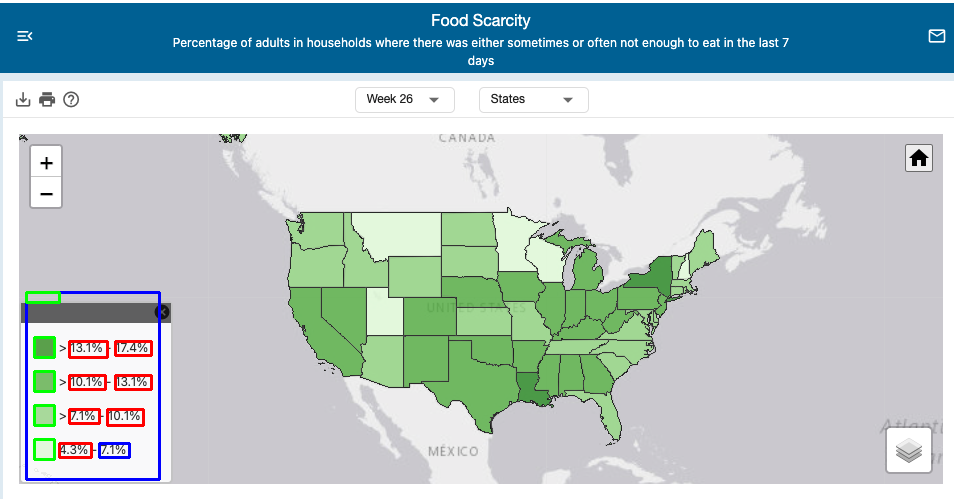 Food Scarcity
Percentage of adults in households where there was either sometimes or often not enough to eat in the last 7
days
Week 26
States
CANADA
+
−
UNITED STATES
> 13.1% - 17.4%
> 10.1% - 13.1%
> 7.1% - 10.1%
4.3% - 7.1%
MÉXICO